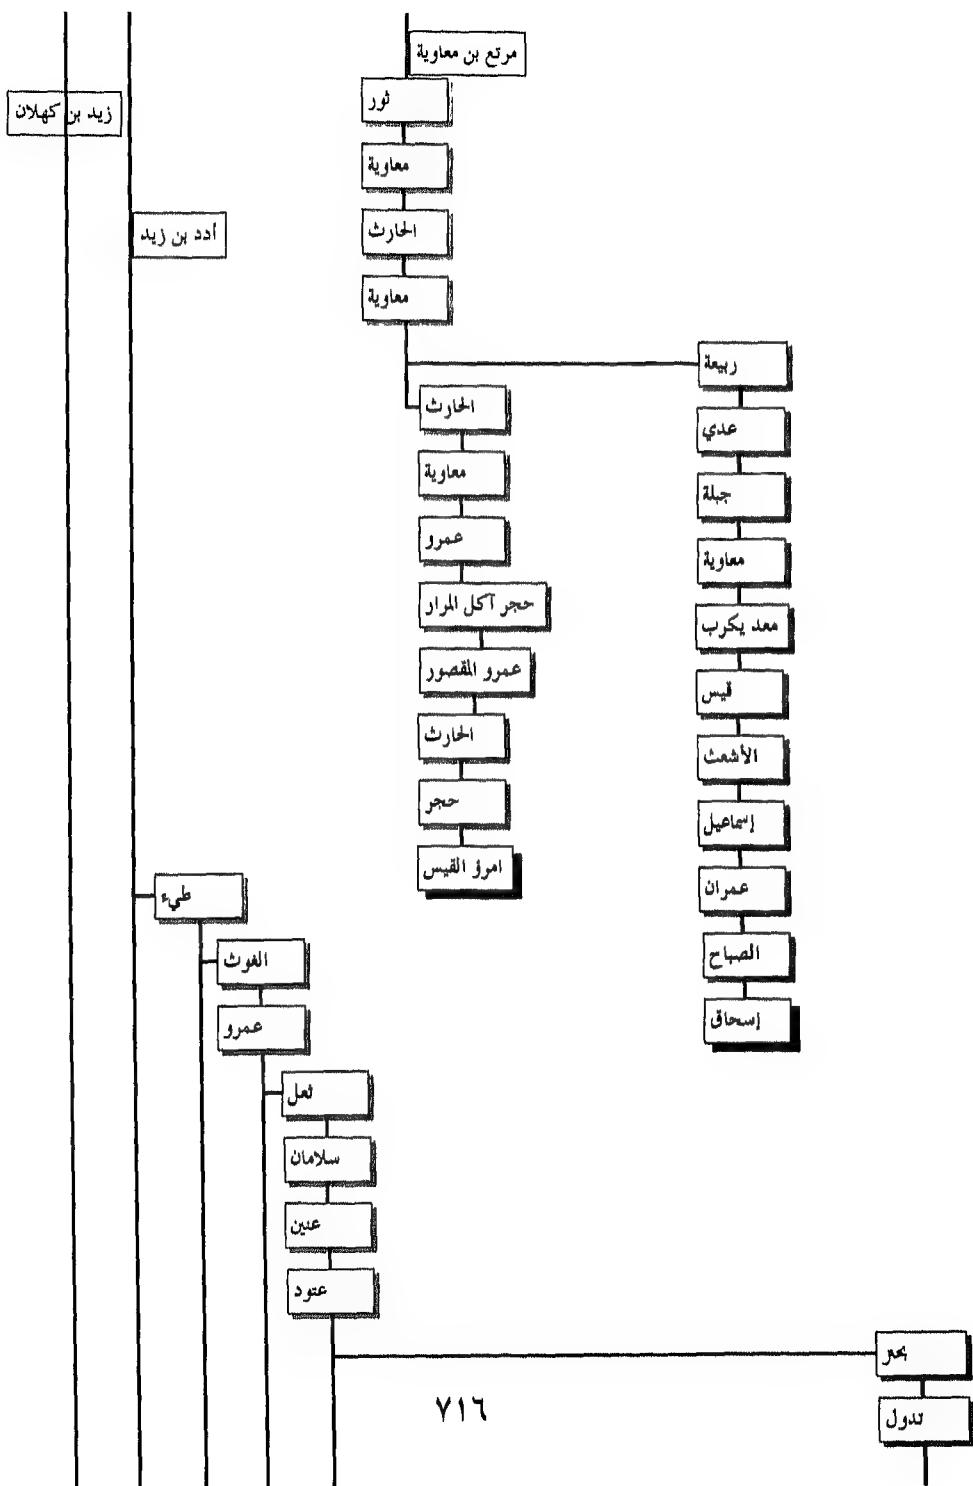 مرتع بن معاوية
ثور
زيد بن كهلان
معاوية
الحارث
أدد بن زيد
معاوية
ربيعة
الحارث
عدي
معاوية
جبلة
عمرو
معاوية
حجر آكل المرار
معد يكرب
عمرو المقصور
قيس
الحارث
الأشعث
حجر
إسماعيل
امرؤ القيس
عمران
طيء
الغوث
الصباح
عمرو
إسحاق
ثعل
سلامان
عنين
عتود
بحتر
تدول
٧١٦